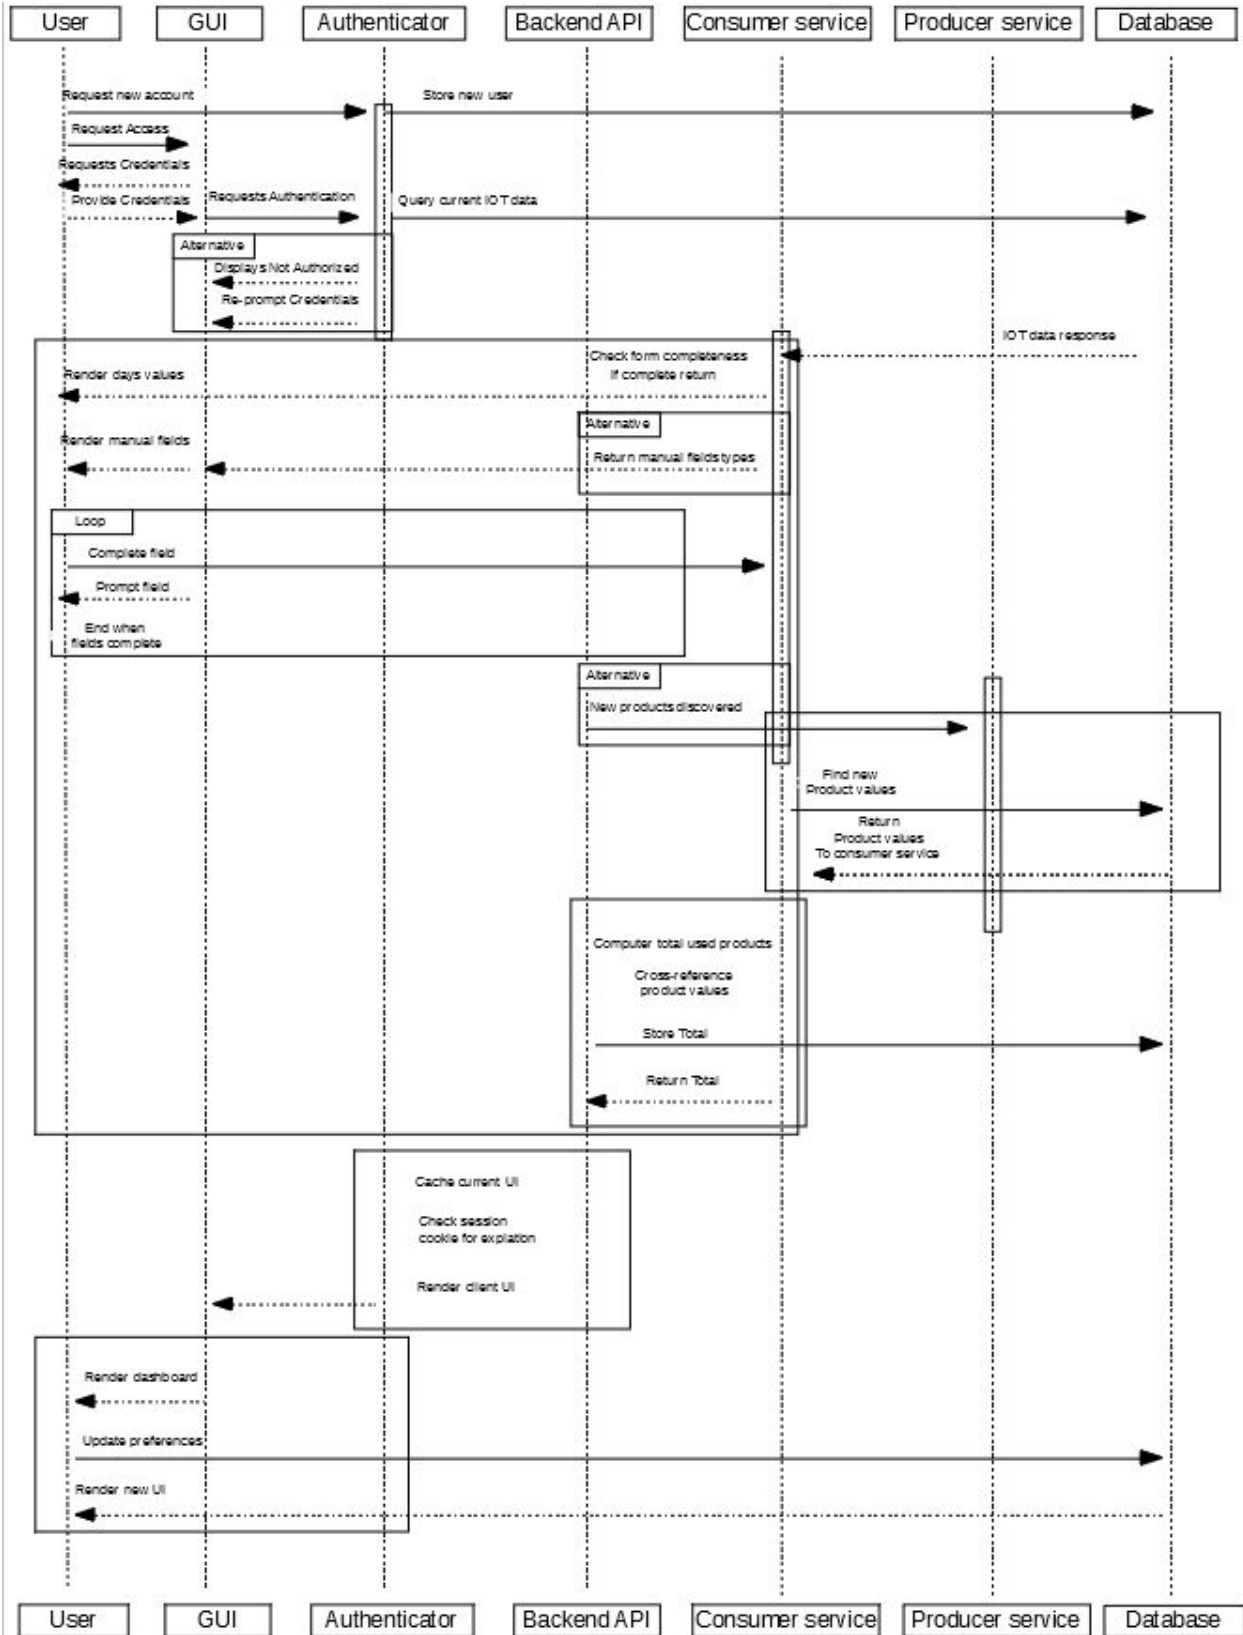 User
GUI
Authenticator
Backend API
Consumer service
Producer service
Database
Request new account
Store new user
Request Access
Requests Credentials
Provide Credentials
Requests Authentication
Query current IOT data
Alternative
Displays Not Authorized
Re-prompt Credentials
IOT data response
Check form completeness
If complete return
Render days values
Alternative
Render manual fields
Return manual fields types
Loop
Complete field
Prompt field
End when
fields complete
Alternative
New products discovered
Find new
Product values
Return
Product values
To consumer service
Computer total used products
Cross-reference
product values
Store Total
Return Total
Cache current UI
Check session
cookie for expiation
Render client UI
Render dashboard
Update preferences
Render new UI
User
GUI
Authenticator
Backend API
Consumer service
Producer service
Database